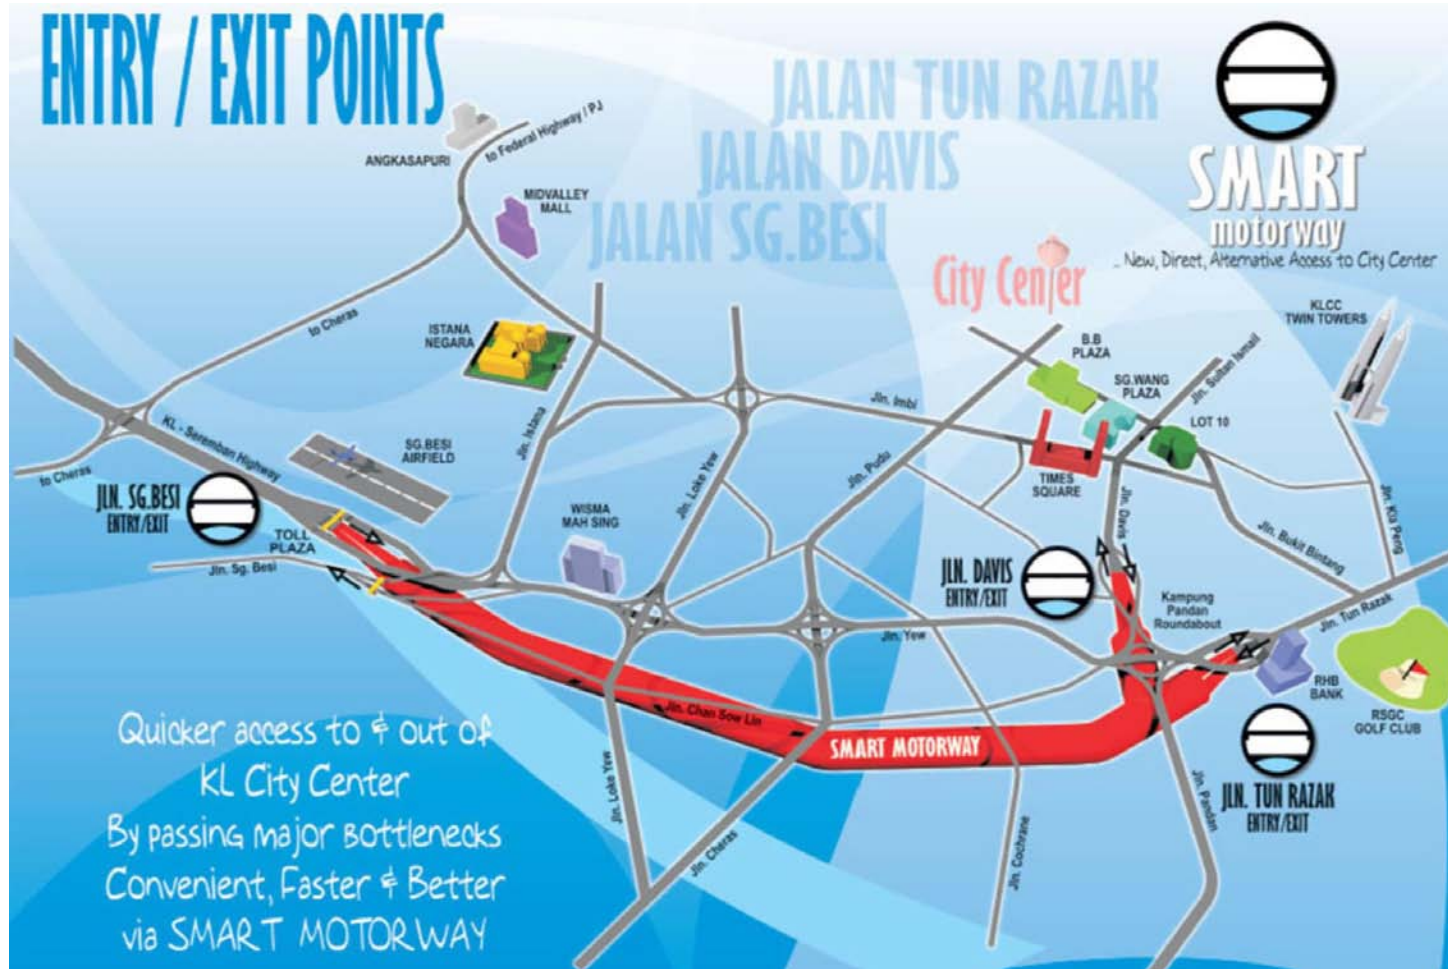 ENTRY / EXIT POINTS
JALAN TUN RAZAK
JALAN DAVIS
JALAN SG.BESI
SMART
motorway
... New, Direct, Alternative Access to City Center
ANGKASAPURI
to Federal Highway / PJ
MIDVALLEY
MALL
City Center
KLCC
TWIN TOWERS
to Cheras
ISTANA
NEGARA
B.B
PLAZA
SG.WANG
PLAZA
Jln. Sultan Ismail
LOT 10
Jln. Imbi
KL - Seremban Highway
SG.BESI
AIRFIELD
Jln. Istana
to Cheras
JLN. SG.BESI
ENTRY/EXIT
TOLL
PLAZA
Jln. Sg. Besi
WISMA
MAH SING
Jln. Loke Yew
Jln. Pudu
TIMES
SQUARE
Jln. Davis
Jln. Bukit Bintang
Jln Kia Peng
JLN. DAVIS
ENTRY/EXIT
Kampung
Pandan
Roundabout
Jln. Tun Razak
Jln. Yew
RHB
BANK
RSGC
GOLF CLUB
Jln. Chan Sow Lin
SMART MOTORWAY
JLN. TUN RAZAK
ENTRY/EXIT
Jln. Loke Yew
Jln. Cheras
Jln. Cochrane
Jln. Pandan
Quicker access to & out of
KL City Center
By passing major Bottlenecks
Convenient, Faster & Better
via SMART MOTORWAY